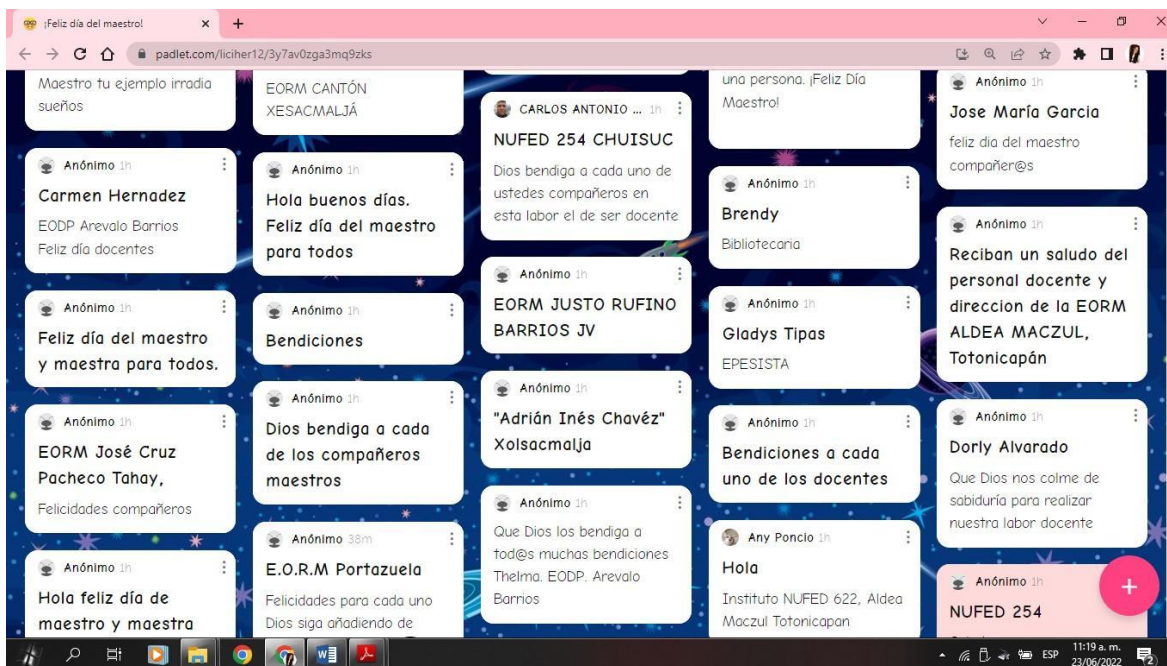 ¡Feliz día del maestro!
padlet.com/liciher12/3y7av0zga3mq9zks
Maestro tu ejemplo irradia
sueños
Anónimo 1h
Carmen Hernadez
EODP Arevalo Barrios
Feliz día docentes
Anónimo 1h
Feliz día del maestro
y maestra para todos.
Anónimo 1h
EORM José Cruz
Pacheco Tahay,
Felicidades compañeros
Anónimo 1h
Hola feliz día de
maestro y maestra
EORM CANTÓN
XESACMALJÁ
Anónimo 1h
Hola buenos días.
Feliz día del maestro
para todos
Anónimo 1h
Bendiciones
Anónimo 1h
Dios bendiga a cada
de los compañeros
maestros
Anónimo 38m
E.O.R.M Portazuela
Felicidades para cada uno
Dios siga añadiendo de
CARLOS ANTONIO ... 1h
NUFED 254 CHUISUC
Dios bendiga a cada uno de
ustedes compañeros en
esta labor el de ser docente
Anónimo 1h
EORM JUSTO RUFINO
BARRIOS JV
Anónimo 1h
"Adrián Inés Chavéz"
Xolsacmalja
Anónimo 1h
Que Dios los bendiga a
tod@s muchas bendiciones
Thelma. EODP. Arevalo
Barrios
una persona. ¡Feliz Día
Maestro!
Anónimo 1h
Brendy
Bibliotecaria
Anónimo 1h
Gladys Tipas
EPESISTA
Anónimo 1h
Bendiciones a cada
uno de los docentes
Any Poncio 1h
Hola
Instituto NUFED 622, Aldea
Maczul Totonicapan
Anónimo 1h
Jose María Garcia
feliz dia del maestro
compañer@s
Anónimo 1h
Reciban un saludo del
personal docente y
direccion de la EORM
ALDEA MACZUL,
Totonicapán
Anónimo 1h
Dorly Alvarado
Que Dios nos colme de
sabiduría para realizar
nuestra labor docente
Anónimo 1h
NUFED 254
ESP
11:19 a. m.
23/06/2022